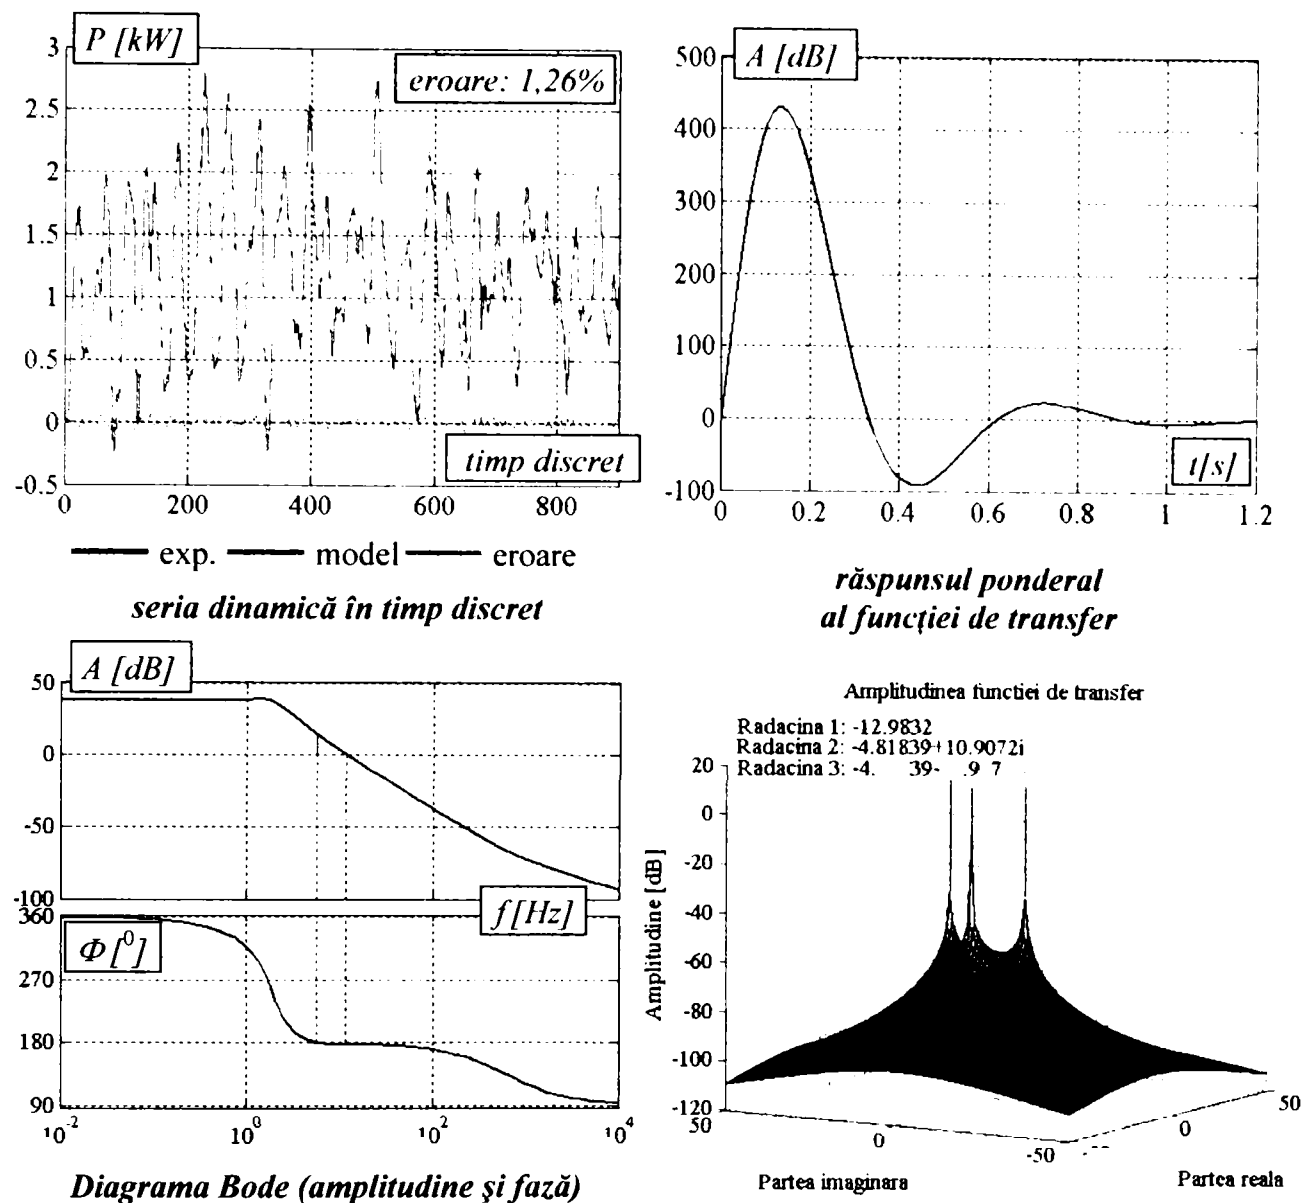 P [kW]
eroare: 1,26%
3
2.5
2
1.5
1
0.5
0
-0.5
timp discret
0 200 400 600 800
exp. model eroare
seria dinamică în timp discret
A [dB]
500
400
300
200
100
0
-100
t[s]
0 0.2 0.4 0.6 0.8 1 1.2
răspunsul ponderal
al funcției de transfer
A [dB]
50
0
-50
-100
f[Hz]
360
Φ[⁰]
270
180
90
10⁻² 10⁰ 10² 10⁴
Diagrama Bode (amplitudine și fază)
Amplitudinea functiei de transfer
Radacina 1: -12.9832
Radacina 2: -4.81839+10.9072i
Radacina 3: -4. 39- .9 7
20
0
-20
-40
-60
-80
-100
-120
Amplitudine [dB]
50 0 -50
50
0
Partea imaginara
Partea reala